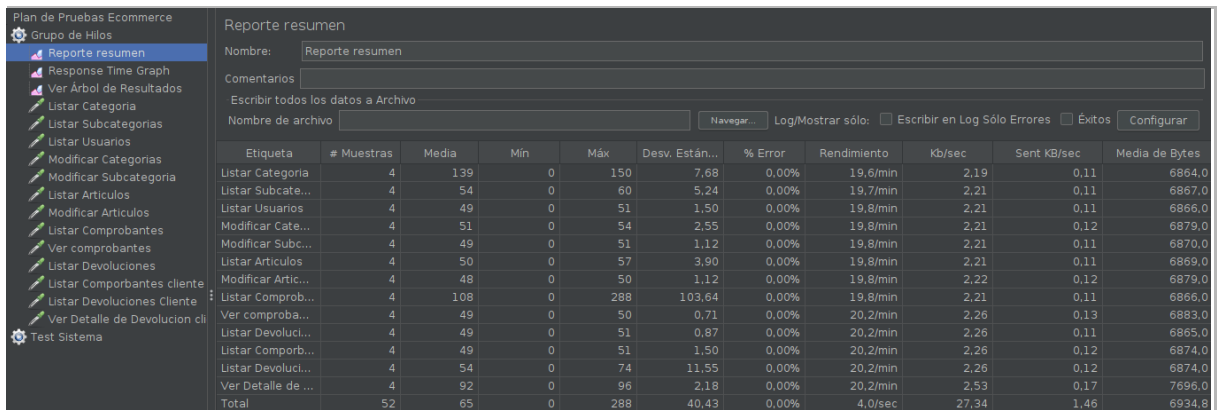 Plan de Pruebas Ecommerce
Grupo de Hilos
Reporte resumen
Response Time Graph
Ver Árbol de Resultados
Listar Categoria
Listar Subcategorias
Listar Usuarios
Modificar Categorias
Modificar Subcategoria
Listar Articulos
Modificar Articulos
Listar Comprobantes
Ver comprobantes
Listar Devoluciones
Listar Comporbantes cliente
Listar Devoluciones Cliente
Ver Detalle de Devolucion cli
Test Sistema
Reporte resumen
Nombre: Reporte resumen
Comentarios
Escribir todos los datos a Archivo
Nombre de archivo Navegar... Log/Mostrar sólo: Escribir en Log Sólo Errores Éxitos Configurar
Etiqueta # Muestras Media Mín Máx Desv. Están... % Error Rendimiento Kb/sec Sent KB/sec Media de Bytes
Listar Categoria 4 139 0 150 7,68 0,00% 19,6/min 2,19 0,11 6864,0
Listar Subcate... 4 54 0 60 5,24 0,00% 19,7/min 2,21 0,11 6867,0
Listar Usuarios 4 49 0 51 1,50 0,00% 19,8/min 2,21 0,11 6866,0
Modificar Cate... 4 51 0 54 2,55 0,00% 19,8/min 2,21 0,12 6879,0
Modificar Subc... 4 49 0 51 1,12 0,00% 19,8/min 2,21 0,11 6870,0
Listar Articulos 4 50 0 57 3,90 0,00% 19,8/min 2,21 0,11 6869,0
Modificar Artic... 4 48 0 50 1,12 0,00% 19,8/min 2,22 0,12 6879,0
Listar Comprob... 4 108 0 288 103,64 0,00% 19,8/min 2,21 0,11 6866,0
Ver comproba... 4 49 0 50 0,71 0,00% 20,2/min 2,26 0,13 6883,0
Listar Devoluci... 4 49 0 51 0,87 0,00% 20,2/min 2,26 0,11 6865,0
Listar Comporb... 4 49 0 51 1,50 0,00% 20,2/min 2,26 0,12 6874,0
Listar Devoluci... 4 54 0 74 11,55 0,00% 20,2/min 2,26 0,12 6874,0
Ver Detalle de ... 4 92 0 96 2,18 0,00% 20,2/min 2,53 0,17 7696,0
Total 52 65 0 288 40,43 0,00% 4,0/sec 27,34 1,46 6934,8